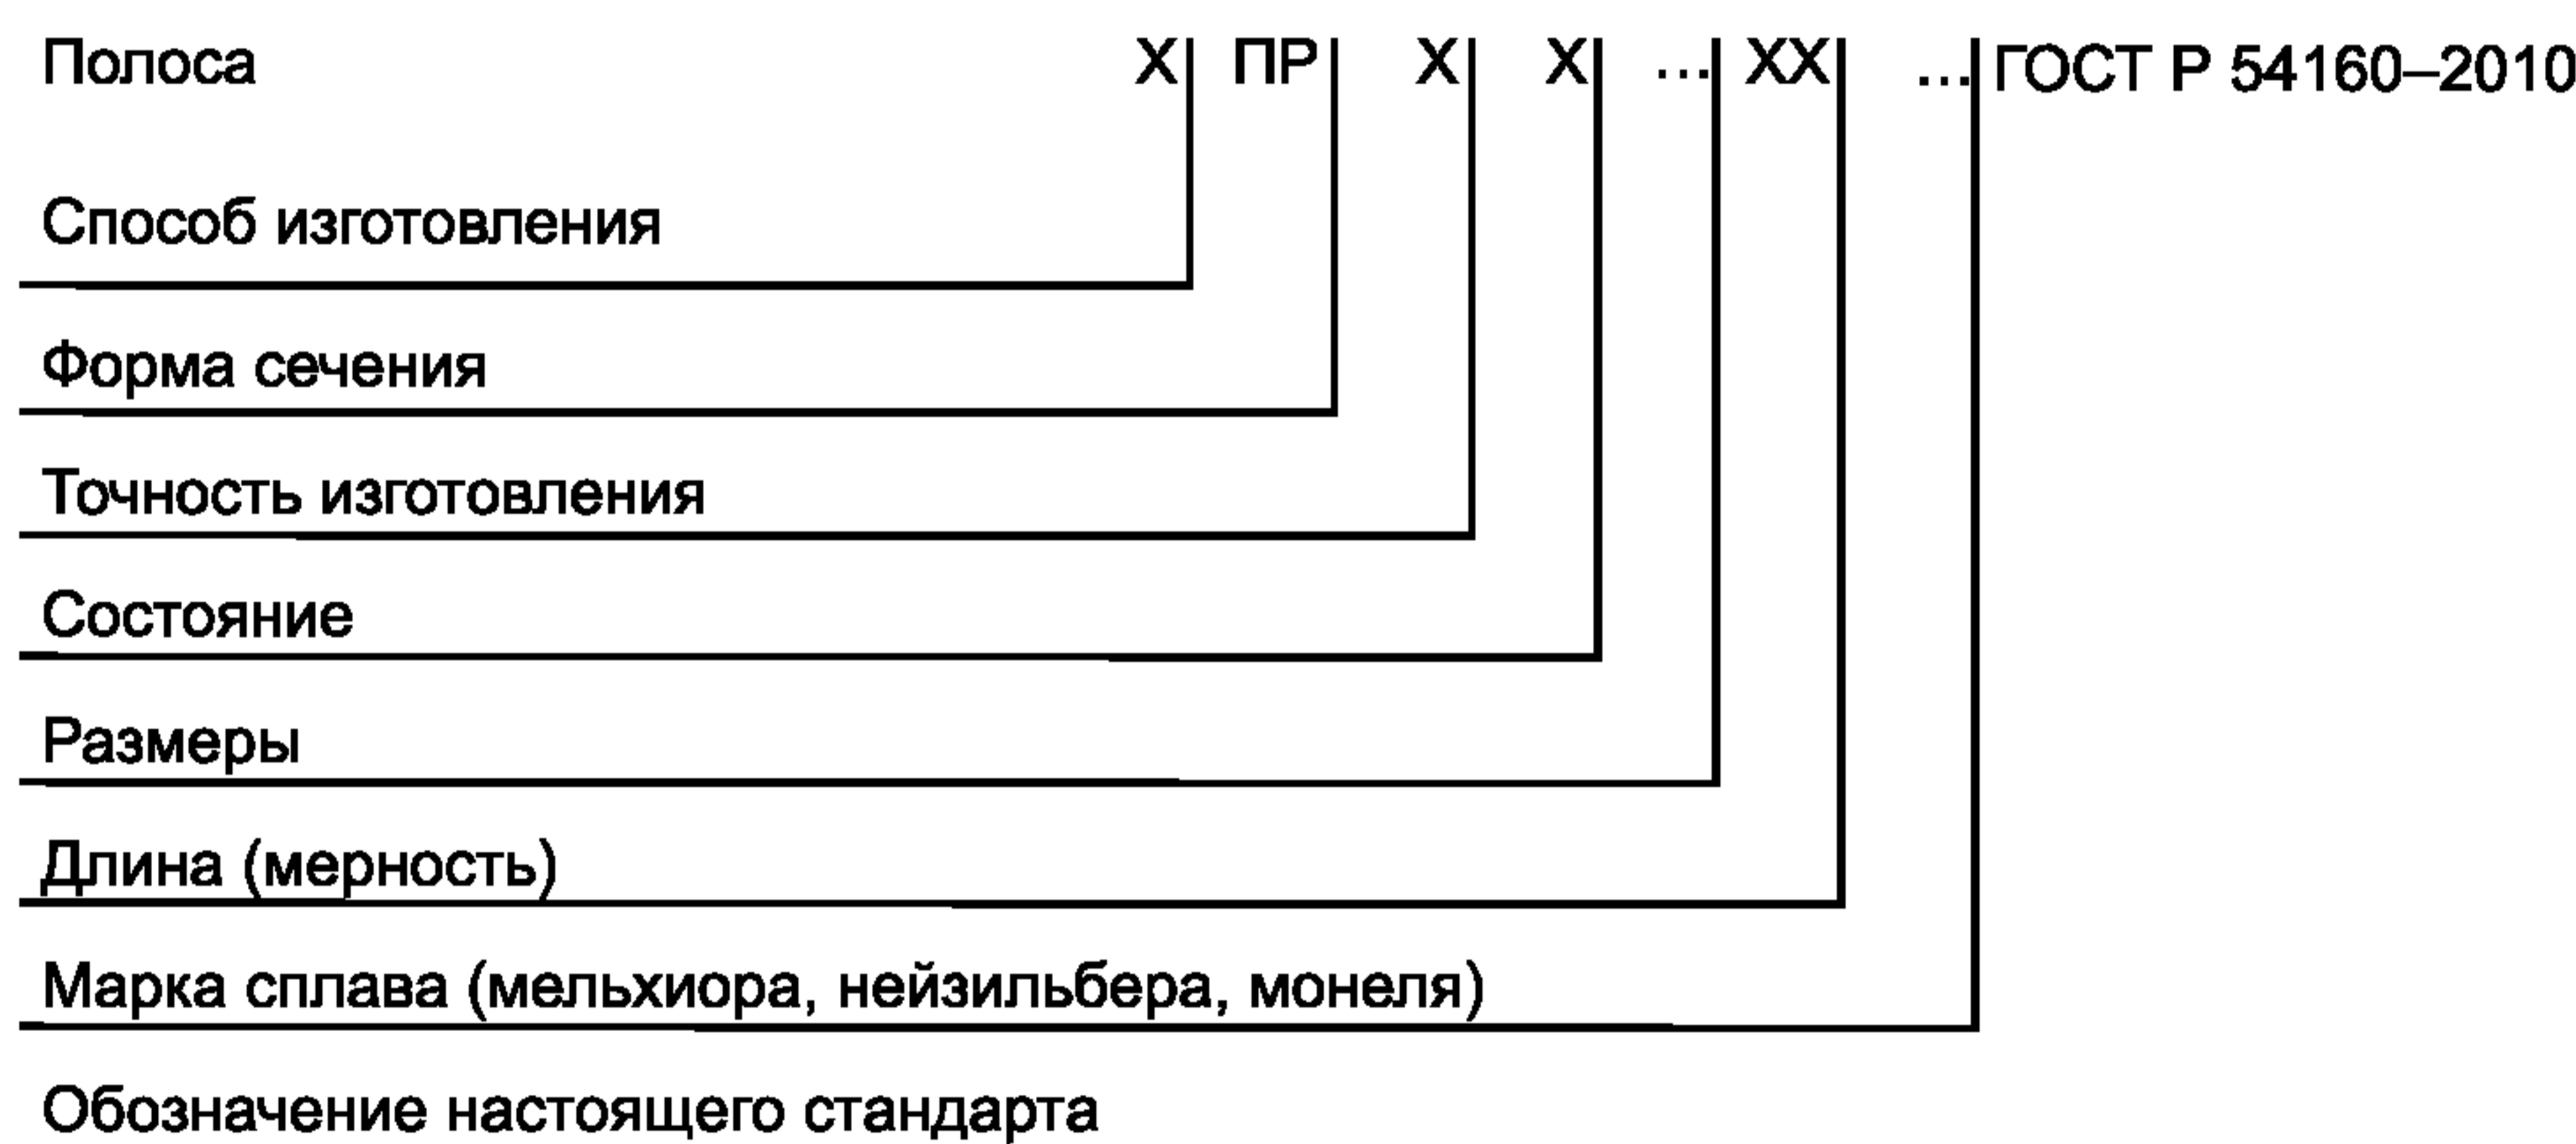 Полоса Х ПР Х Х ... ХХ ... ГОСТ Р 54160–2010
Способ изготовления
Форма сечения
Точность изготовления
Состояние
Размеры
Длина (мерность)
Марка сплава (мельхиора, нейзильбера, монеля)
Обозначение настоящего стандарта